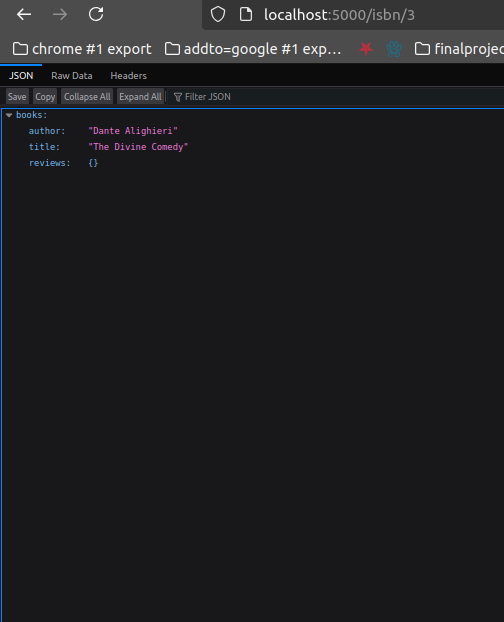 localhost:5000/isbn/3
chrome #1 export addto=google #1 exp… finalprojec
JSON Raw Data Headers
Save Copy Collapse All Expand All Filter JSON
books:
author: "Dante Alighieri"
title: "The Divine Comedy"
reviews: {}